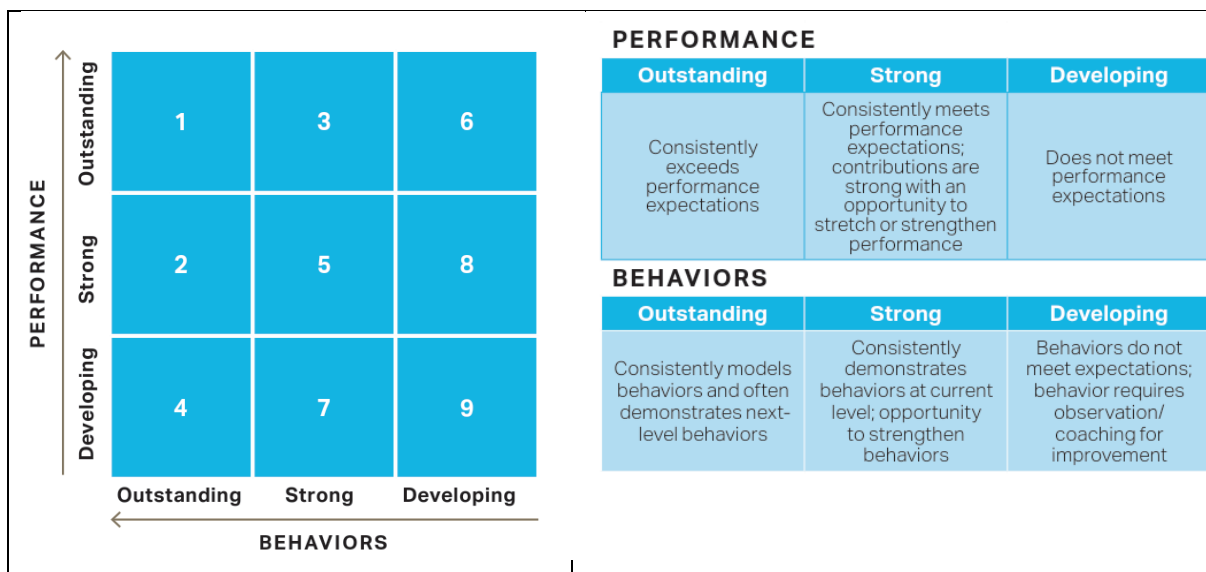 PERFORMANCE
Outstanding
Strong
Developing
1 3 6
2 5 8
4 7 9
Outstanding Strong Developing
BEHAVIORS
PERFORMANCE
Outstanding Strong Developing
Consistently
exceeds
performance
expectations
Consistently meets
performance
expectations;
contributions are
strong with an
opportunity to
stretch or strengthen
performance
Does not meet
performance
expectations
BEHAVIORS
Outstanding Strong Developing
Consistently models
behaviors and often
demonstrates next-
level behaviors
Consistently
demonstrates
behaviors at current
level; opportunity
to strengthen
behaviors
Behaviors do not
meet expectations;
behavior requires
observation/
coaching for
improvement